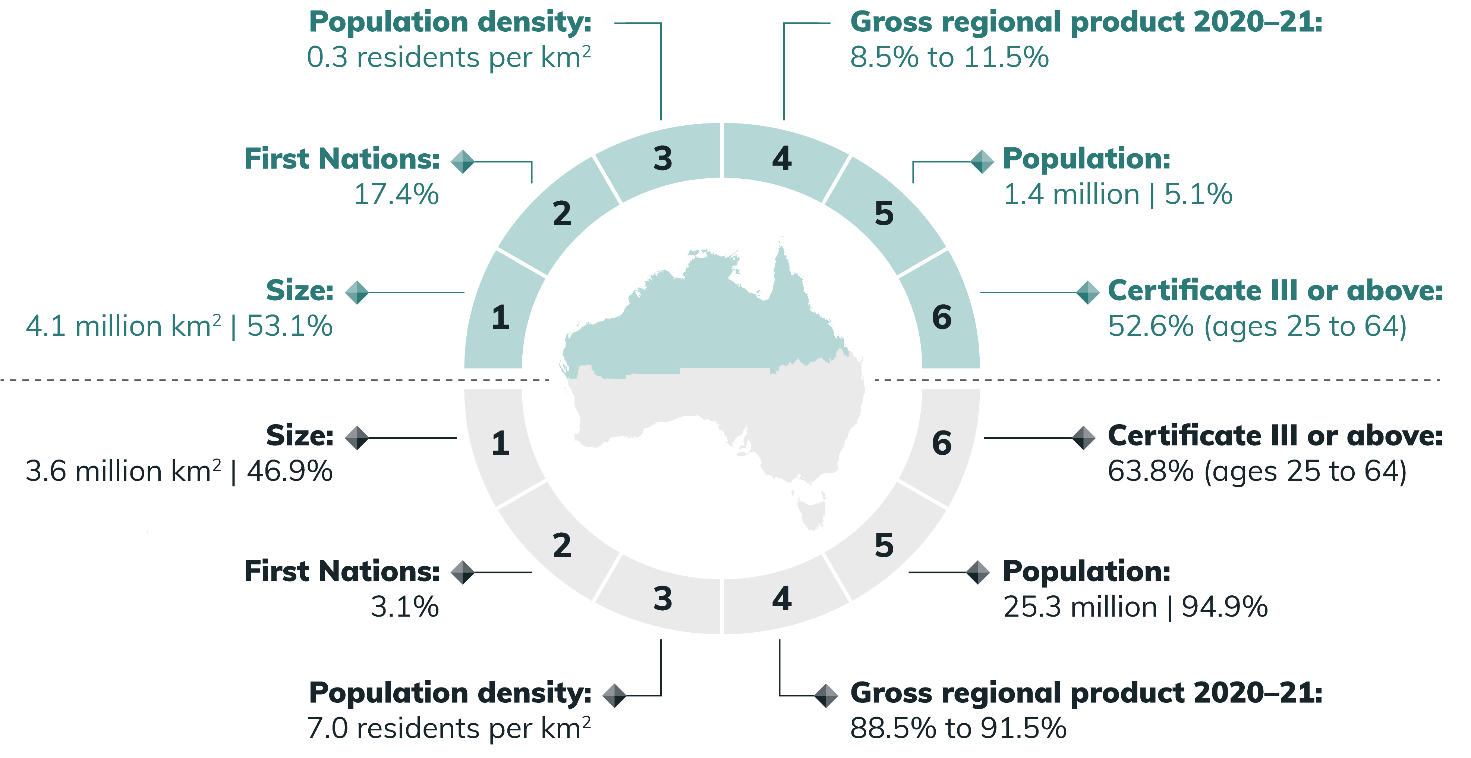 Population density:
0.3 residents per km²
Gross regional product 2020–21:
8.5% to 11.5%
First Nations:
17.4%
Population:
1.4 million | 5.1%
Size:
4.1 million km² | 53.1%
Certificate III or above:
52.6% (ages 25 to 64)
1
2
3
4
5
6
Size:
3.6 million km² | 46.9%
Certificate III or above:
63.8% (ages 25 to 64)
First Nations:
3.1%
Population:
25.3 million | 94.9%
Population density:
7.0 residents per km²
Gross regional product 2020–21:
88.5% to 91.5%
1
2
3
4
5
6